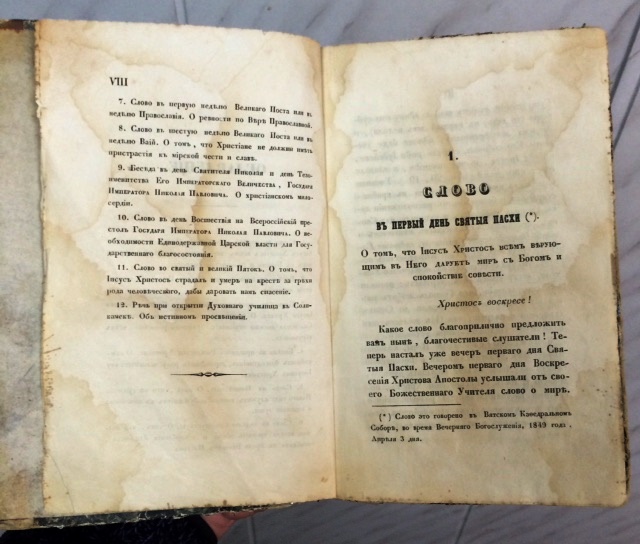 VIII
7. Слово въ первую недѣлю Великаго Поста или въ
недѣлю Православія. О ревности по Вѣрѣ Православной.
8. Слово въ шестую недѣлю Великаго Поста или въ
недѣлю Ваій. О томъ, что Христіане не должны имѣть
пристрастія къ мірской чести и славѣ.
9. Бесѣда въ день Святителя Николая и день Тезо-
именитства Его Императорскаго Величества, Государя
Императора Николая Павловича. О христіанскомъ мило-
сердіи.
10. Слово въ день Восшествія на Всероссійскій пре-
столъ Государя Императора Николая Павловича. О не-
обходимости Единодержавной Царской власти для Госу-
дарственнаго благосостоянія.
11. Слово во святый и великій Пятокъ. О томъ, что
Іисусъ Христосъ страдалъ и умеръ на крестѣ за грѣхи
рода человѣческаго, дабы даровать намъ спасеніе.
12. Рѣчь при открытіи Духовнаго училища въ Соли-
камскѣ. Объ истинномъ просвѣщеніи.
1.
СЛОВО
ВЪ ПЕРВЫЙ ДЕНЬ СВЯТЫЯ ПАСХИ (*).
О томъ, что Іисусъ Христосъ всѣмъ вѣрую-
щимъ въ Него даруетъ миръ съ Богомъ и
спокойствіе совѣсти.
Христосъ воскресе!
Какое слово благоприлично предложить
вамъ нынѣ, благочестивые слушатели! Те-
перь насталъ уже вечеръ перваго дня Свя-
тыя Пасхи. Вечеромъ перваго дня Воскре-
сенія Христова Апостолы услышали отъ сво-
его Божественнаго Учителя слово о мирѣ.
(*) Слово это говорено въ Вятскомъ Каѳедральномъ
Соборѣ, во время Вечерняго Богослуженія, 1849 года,
Апрѣля 3 дня.